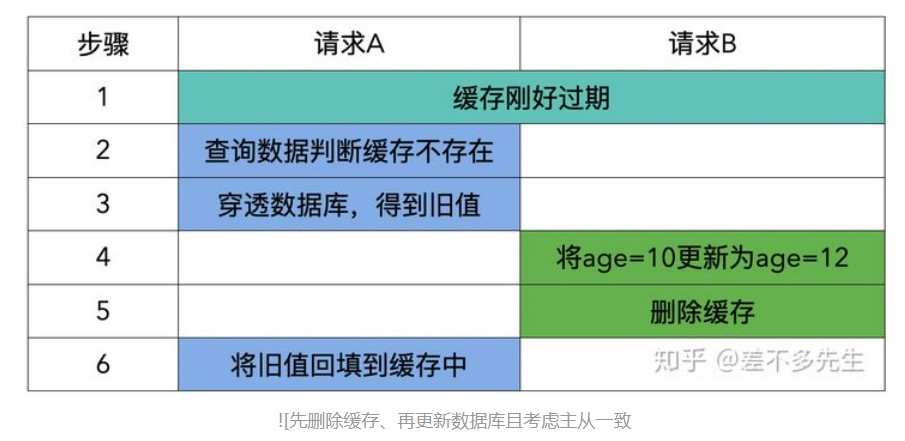 步骤 请求A 请求B
1 缓存刚好过期
2 查询数据判断缓存不存在
3 穿透数据库，得到旧值
4 将age=10更新为age=12
5 删除缓存
6 将旧值回填到缓存中
知乎 @差不多先生
![先删除缓存、再更新数据库且考虑主从一致